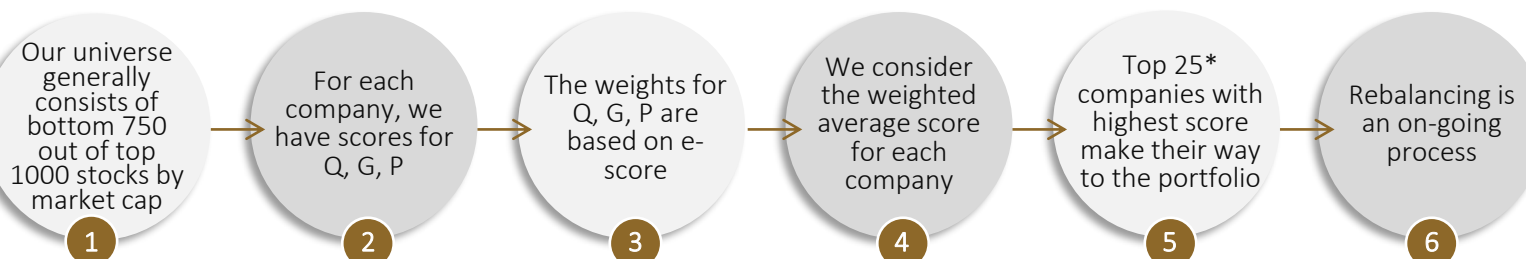 Our universe
generally
consists of
bottom 750
out of top
1000 stocks by
market cap
1
For each
company, we
have scores for
Q, G, P
2
The weights for
Q, G, P are
based on e-
score
3
We consider
the weighted
average score
for each
company
4
Top 25*
companies with
highest score
make their way
to the portfolio
5
Rebalancing is
an on-going
process
6